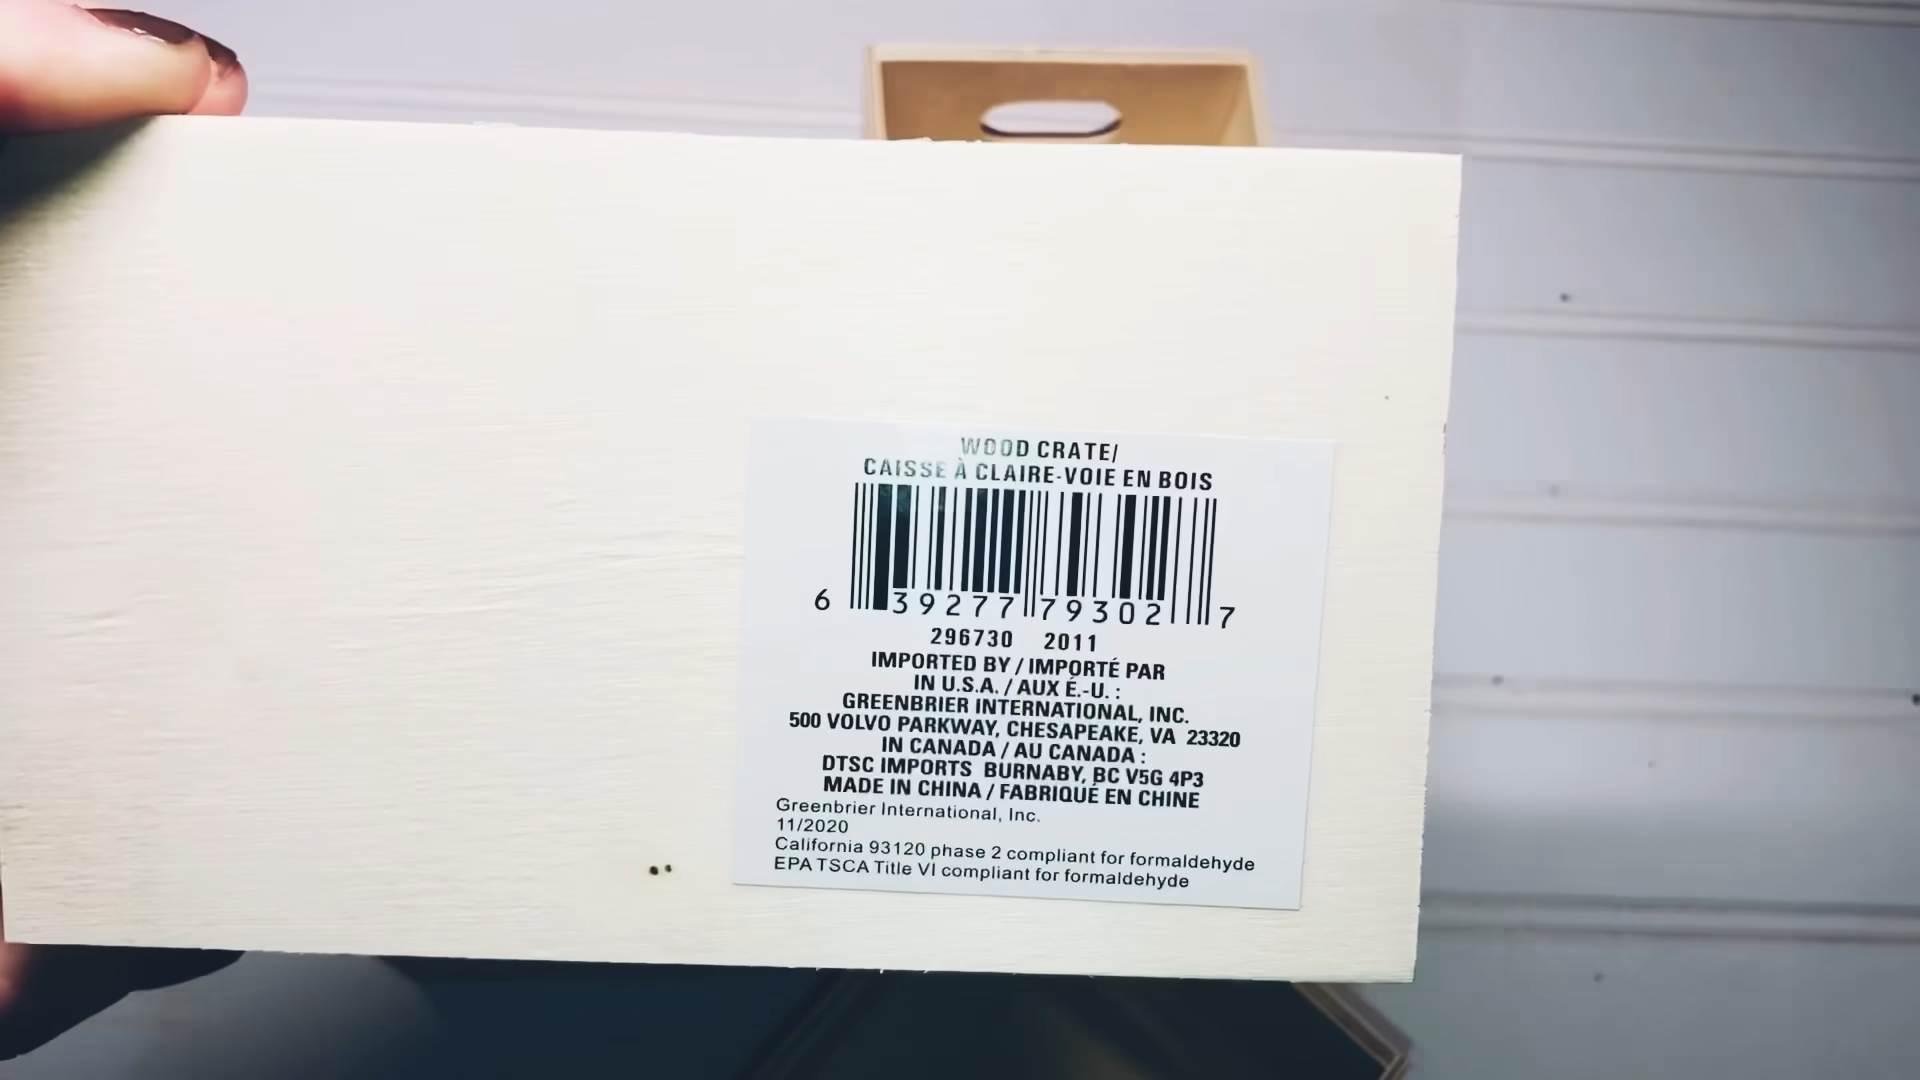 WOOD CRATE/
CAISSE À CLAIRE-VOIE EN BOIS
6 39277 79302 7
296730 2011
IMPORTED BY / IMPORTÉ PAR
IN U.S.A. / AUX É.-U. :
GREENBRIER INTERNATIONAL, INC.
500 VOLVO PARKWAY, CHESAPEAKE, VA 23320
IN CANADA / AU CANADA :
DTSC IMPORTS BURNABY, BC V5G 4P3
MADE IN CHINA / FABRIQUÉ EN CHINE
Greenbrier International, Inc.
11/2020
California 93120 phase 2 compliant for formaldehyde
EPA TSCA Title VI compliant for formaldehyde